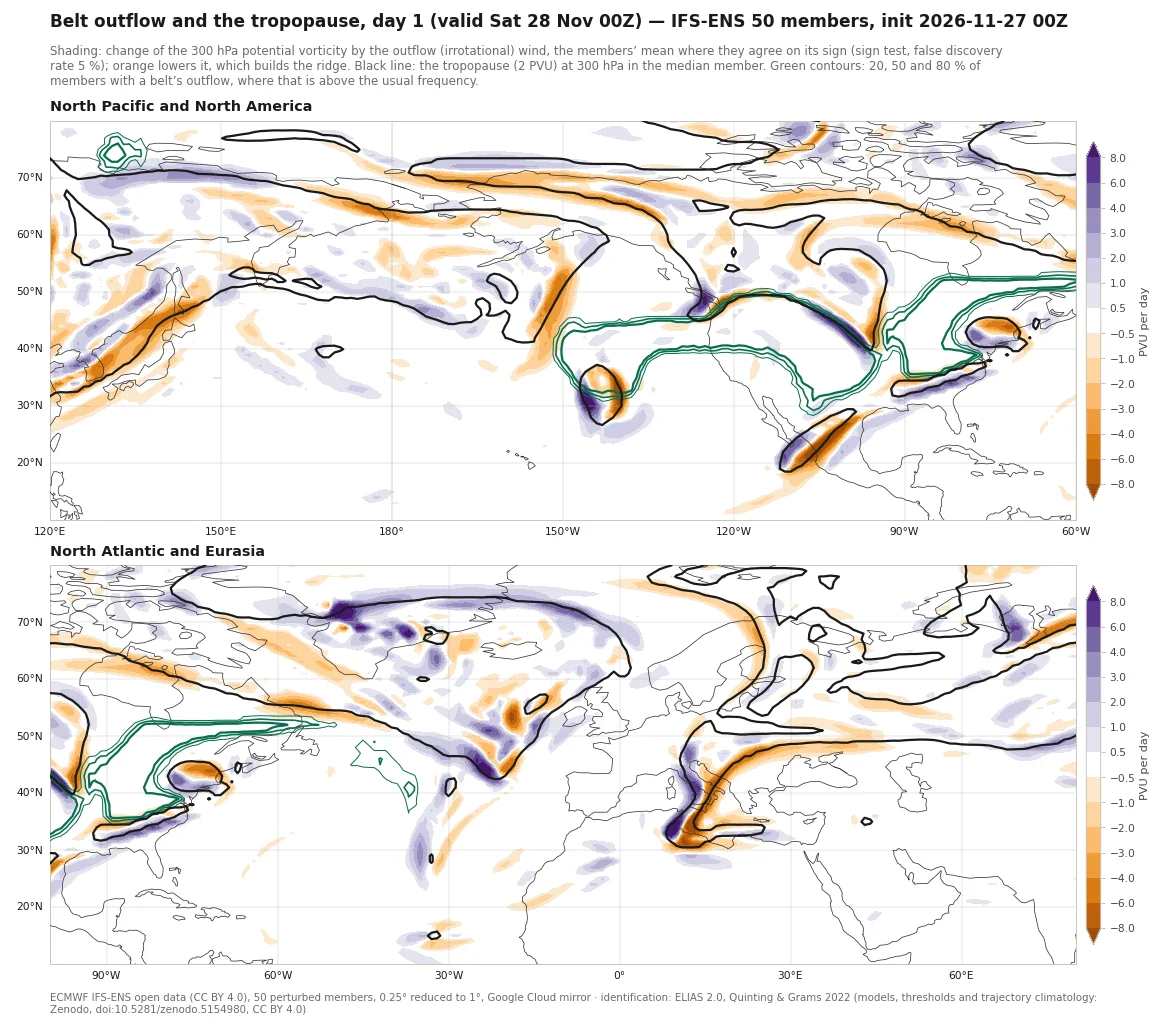 Belt outflow and the tropopause, day 1 (valid Sat 28 Nov 00Z) — IFS-ENS 50 members, init 2026-11-27 00Z
Shading: change of the 300 hPa potential vorticity by the outflow (irrotational) wind, the members’ mean where they agree on its sign (sign test, false discovery
rate 5 %); orange lowers it, which builds the ridge. Black line: the tropopause (2 PVU) at 300 hPa in the median member. Green contours: 20, 50 and 80 % of
members with a belt’s outflow, where that is above the usual frequency.
North Pacific and North America
70°N
60°N
50°N
40°N
30°N
20°N
120°E 150°E 180° 150°W 120°W 90°W 60°W
8.0
6.0
4.0
3.0
2.0
1.0
0.5
−0.5
−1.0
−2.0
−3.0
−4.0
−6.0
−8.0
PVU per day
North Atlantic and Eurasia
70°N
60°N
50°N
40°N
30°N
20°N
90°W 60°W 30°W 0° 30°E 60°E
8.0
6.0
4.0
3.0
2.0
1.0
0.5
−0.5
−1.0
−2.0
−3.0
−4.0
−6.0
−8.0
PVU per day
ECMWF IFS-ENS open data (CC BY 4.0), 50 perturbed members, 0.25° reduced to 1°, Google Cloud mirror · identification: ELIAS 2.0, Quinting & Grams 2022 (models, thresholds and trajectory climatology:
Zenodo, doi:10.5281/zenodo.5154980, CC BY 4.0)